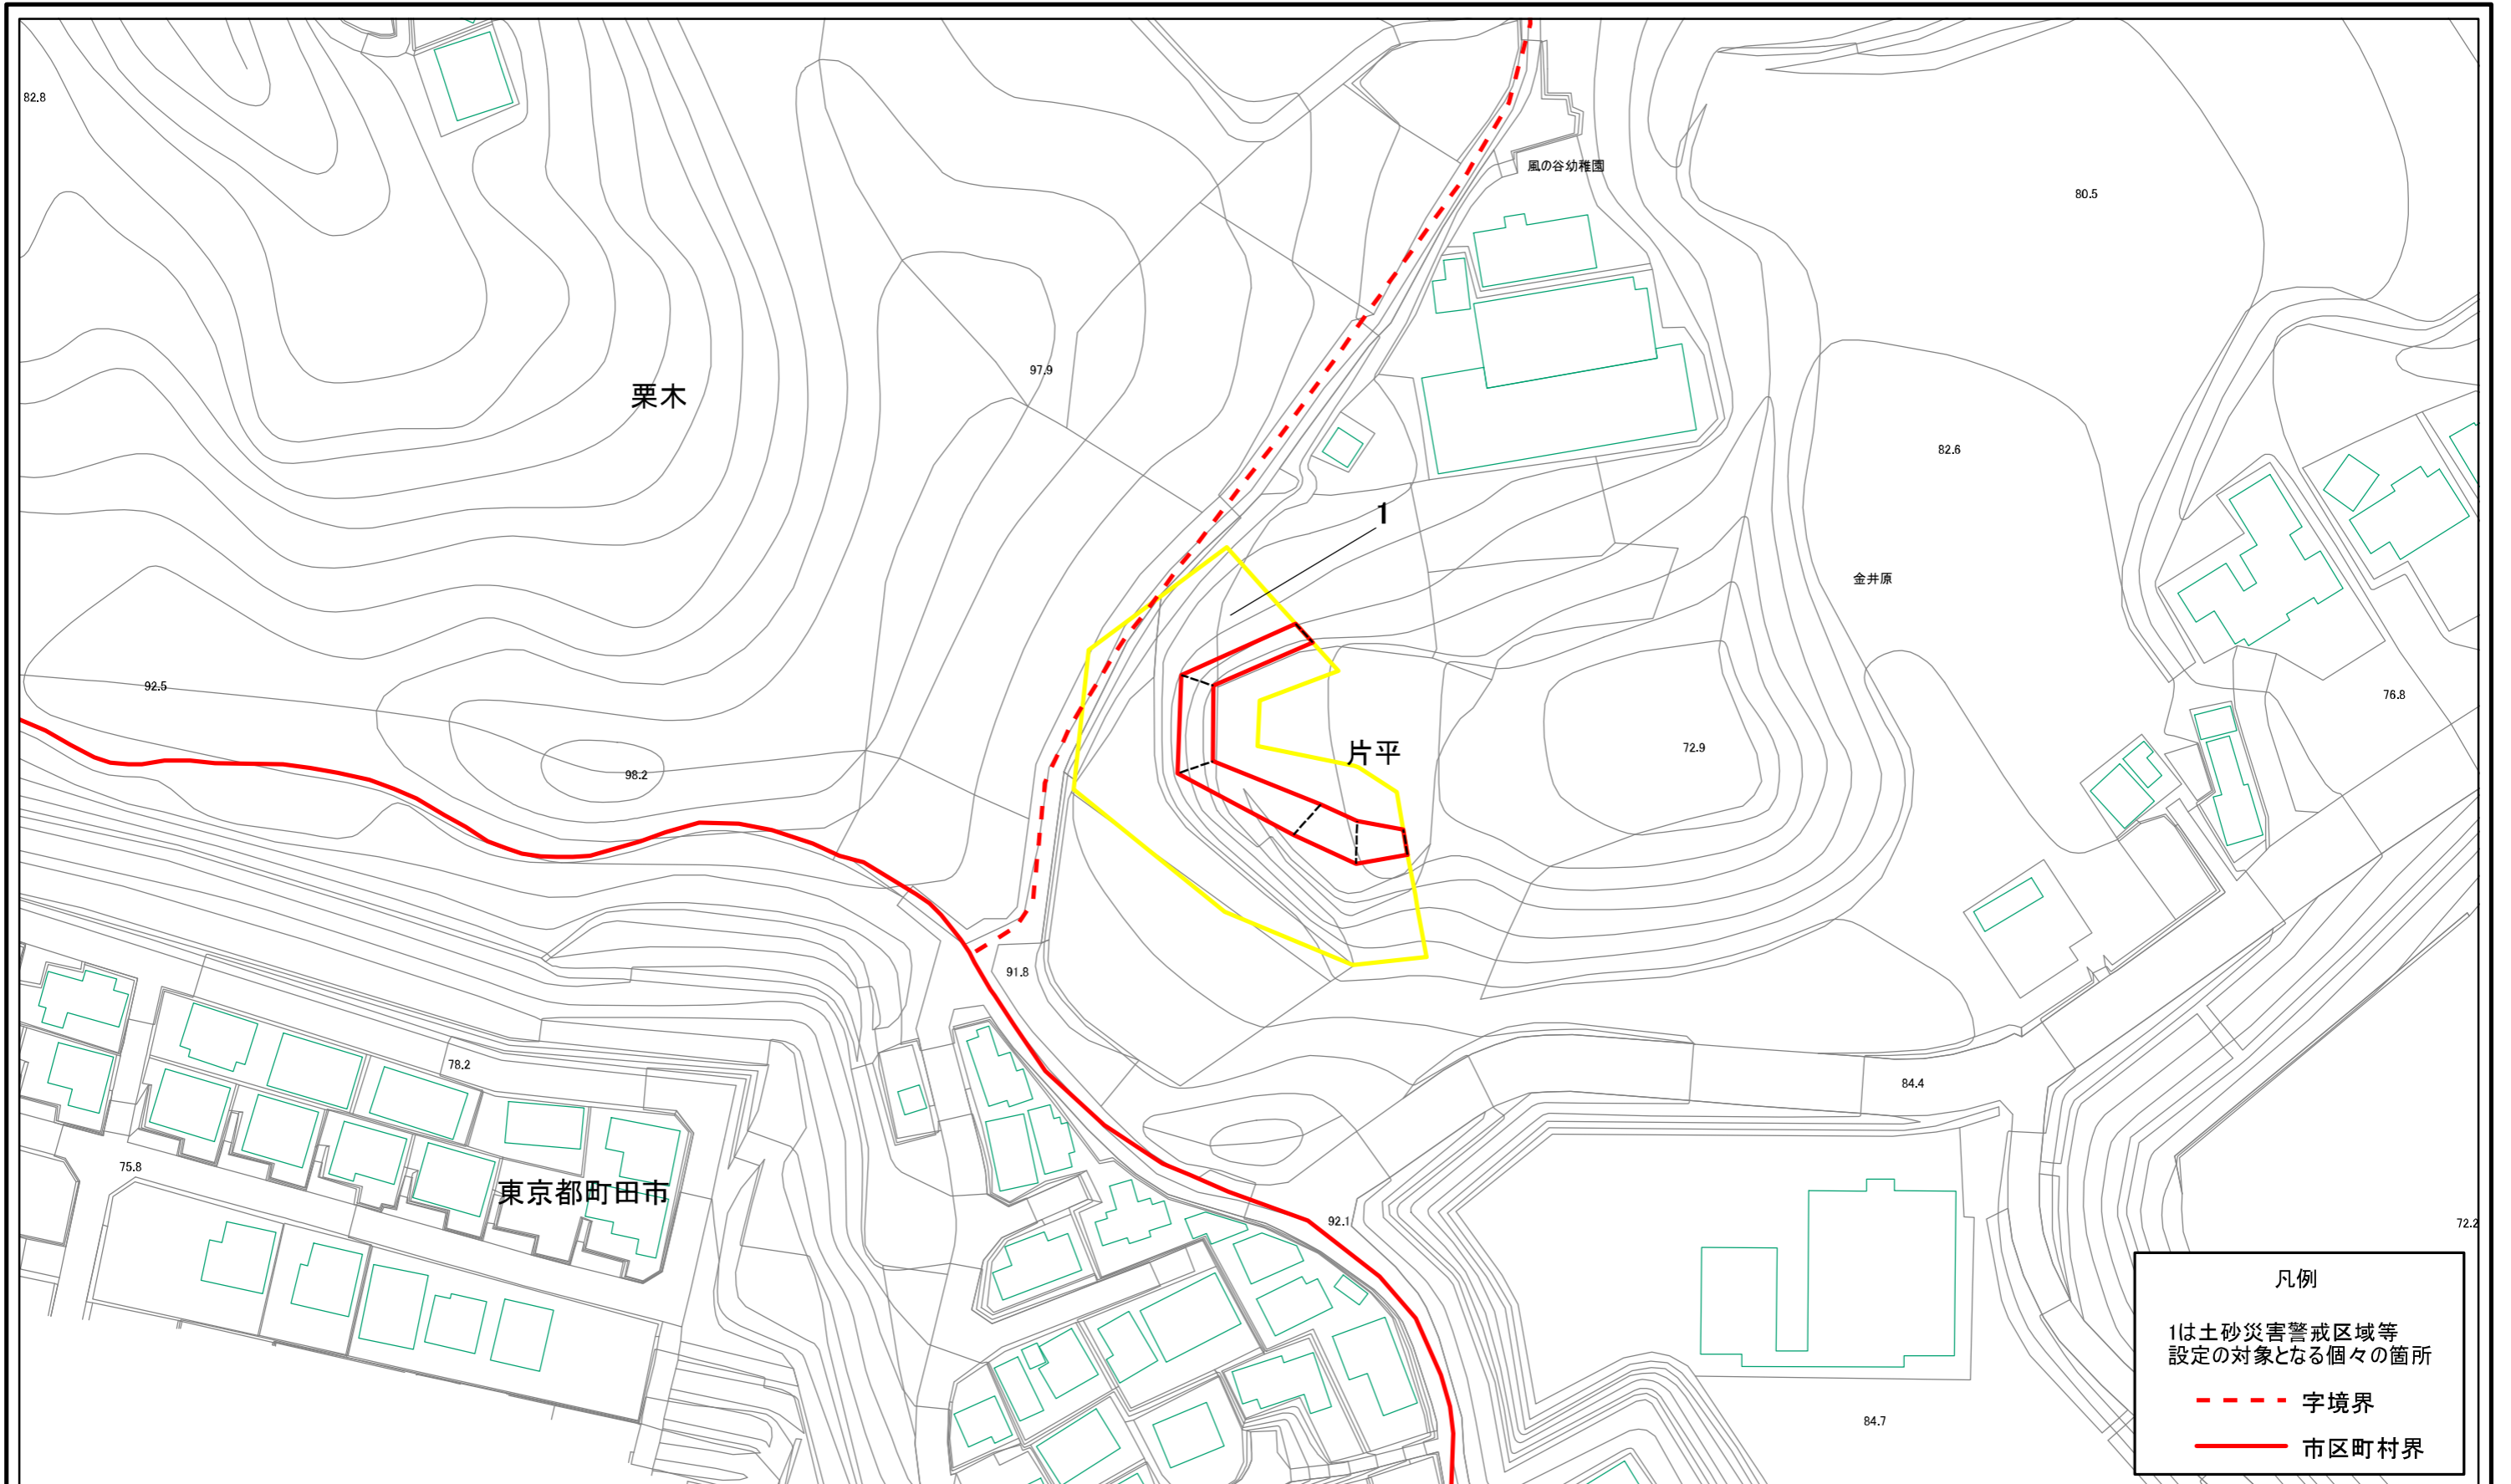 82.8
風の谷幼稚園
80.5
97.9
栗木
82.6
1
金井原
92.5
76.8
片平
72.9
98.2
91.8
78.2
84.4
75.8
東京都町田市
92.1
72.2
凡例
1は土砂災害警戒区域等
設定の対象となる個々の箇所
字境界
市区町村界
84.7